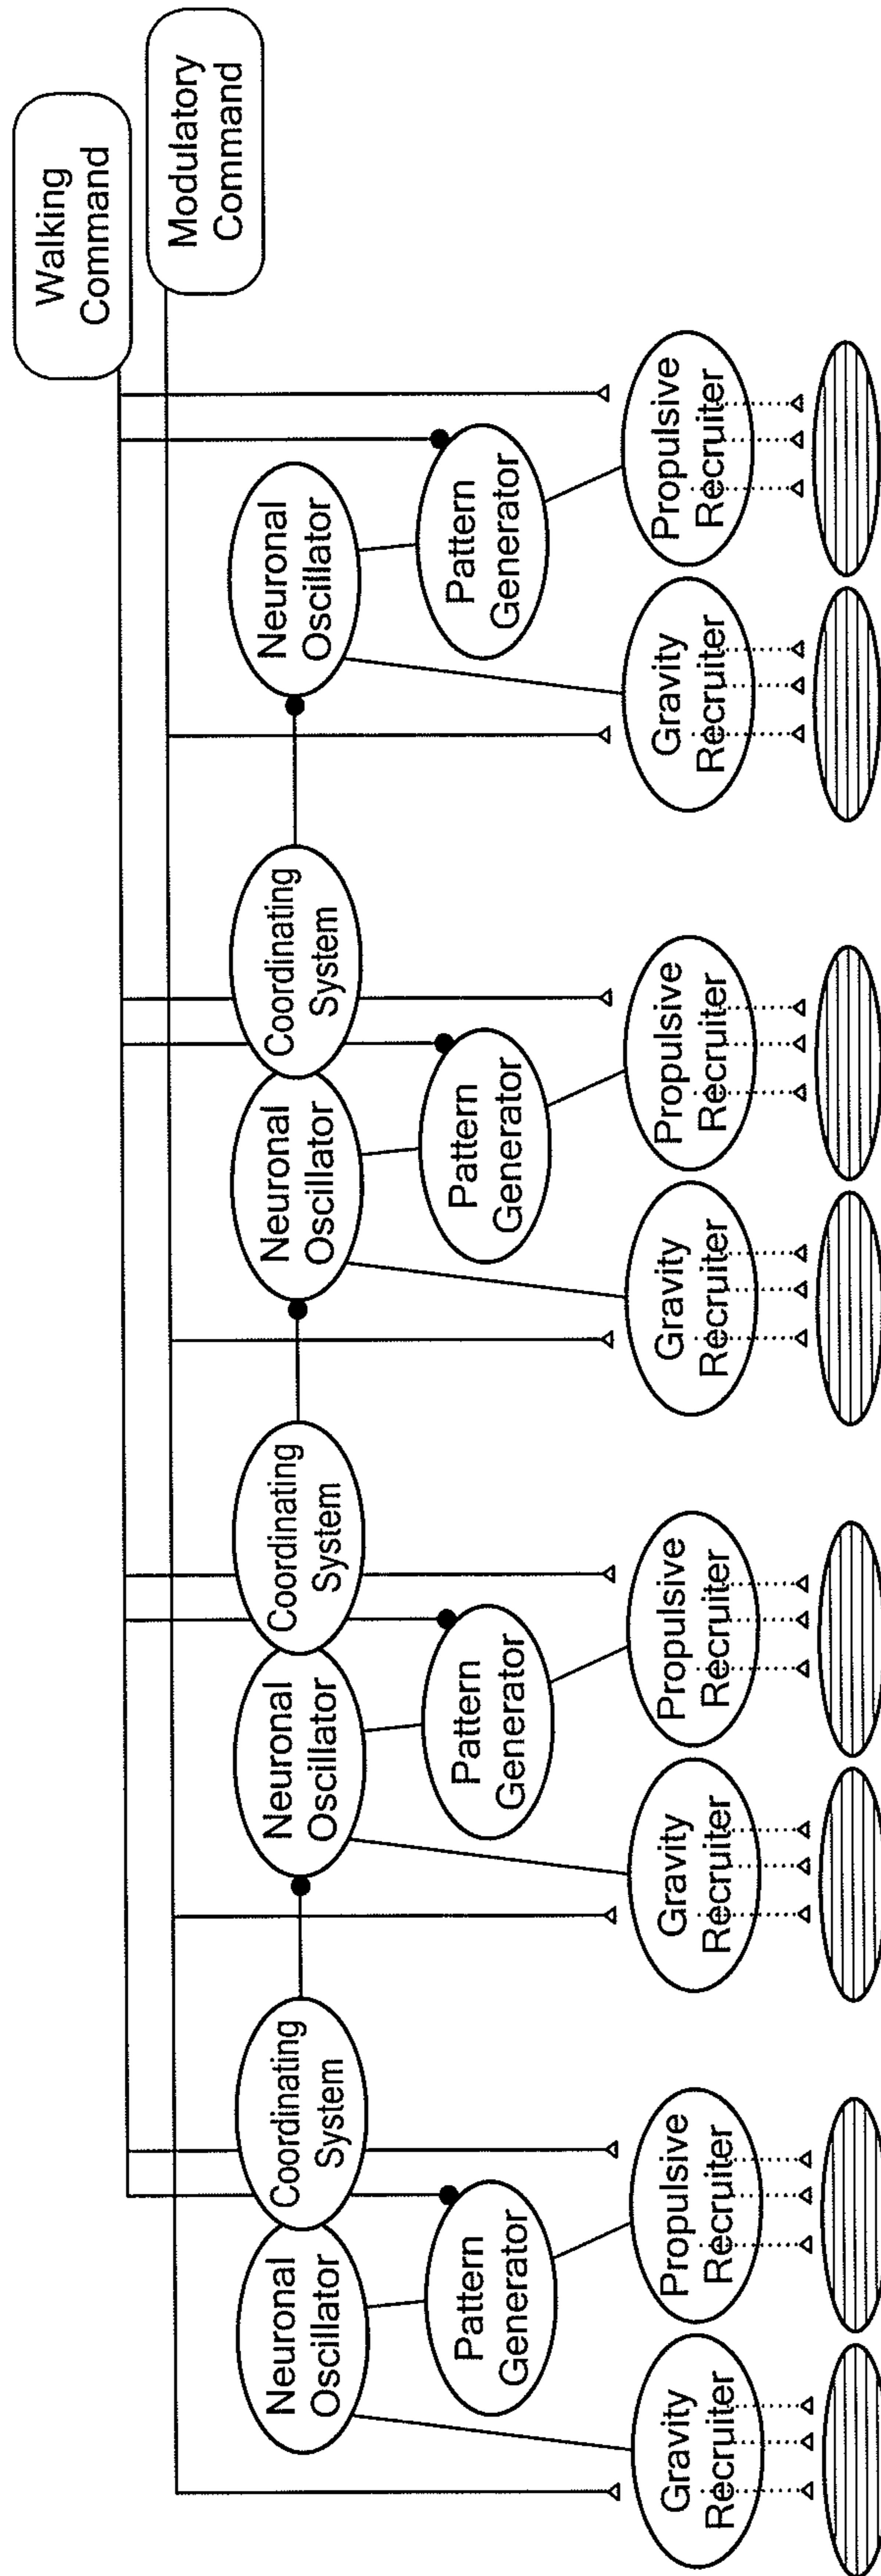 Walking
Command
Modulatory
Command
Neuronal
Oscillator
Coordinating
System
Neuronal
Oscillator
Coordinating
System
Neuronal
Oscillator
Coordinating
System
Neuronal
Oscillator
Pattern
Generator
Pattern
Generator
Pattern
Generator
Pattern
Generator
Gravity
Recruiter
Propulsive
Recruiter
Gravity
Recruiter
Propulsive
Recruiter
Gravity
Recruiter
Propulsive
Recruiter
Gravity
Recruiter
Propulsive
Recruiter